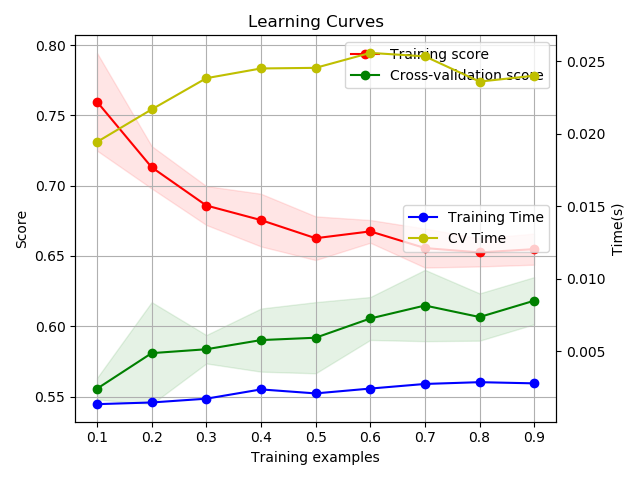 Learning Curves
Training score
Cross-validation score
Training Time
CV Time
0.80
0.75
0.70
0.65
0.60
0.55
Score
0.025
0.020
0.015
0.010
0.005
Time(s)
0.1 0.2 0.3 0.4 0.5 0.6 0.7 0.8 0.9
Training examples